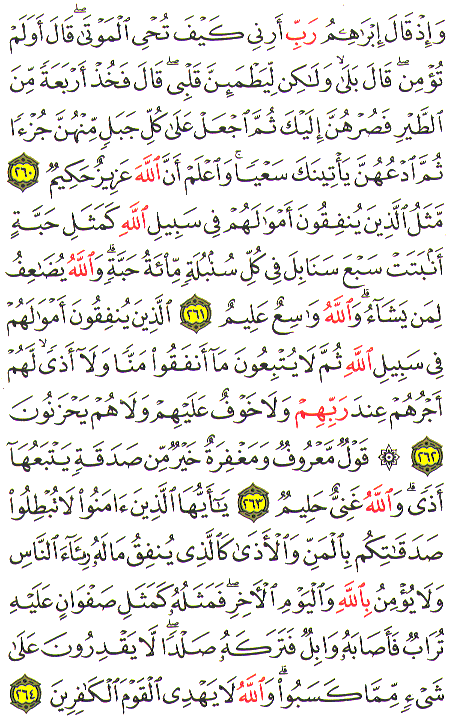 وَإِذْ قَالَ إِبْرَٰهِـۧمُ رَبِّ أَرِنِى كَيْفَ تُحْىِ ٱلْمَوْتَىٰ ۖ قَالَ أَوَلَمْ
تُؤْمِن ۖ قَالَ بَلَىٰ وَلَـٰكِن لِّيَطْمَئِنَّ قَلْبِى ۖ قَالَ فَخُذْ أَرْبَعَةً مِّنَ
ٱلطَّيْرِ فَصُرْهُنَّ إِلَيْكَ ثُمَّ ٱجْعَلْ عَلَىٰ كُلِّ جَبَلٍ مِّنْهُنَّ جُزْءًا
ثُمَّ ٱدْعُهُنَّ يَأْتِينَكَ سَعْيًا ۚ وَٱعْلَمْ أَنَّ ٱللَّهَ عَزِيزٌ حَكِيمٌ ٢٦٠
مَّثَلُ ٱلَّذِينَ يُنفِقُونَ أَمْوَٰلَهُمْ فِى سَبِيلِ ٱللَّهِ كَمَثَلِ حَبَّةٍ
أَنۢبَتَتْ سَبْعَ سَنَابِلَ فِى كُلِّ سُنۢبُلَةٍ مِّا۟ئَةُ حَبَّةٍ ۗ وَٱللَّهُ يُضَـٰعِفُ
لِمَن يَشَآءُ ۗ وَٱللَّهُ وَٰسِعٌ عَلِيمٌ ٢٦١ ٱلَّذِينَ يُنفِقُونَ أَمْوَٰلَهُمْ
فِى سَبِيلِ ٱللَّهِ ثُمَّ لَا يُتْبِعُونَ مَآ أَنفَقُوا۟ مَنًّا وَلَآ أَذًى ۙ لَّهُمْ
أَجْرُهُمْ عِندَ رَبِّهِمْ وَلَا خَوْفٌ عَلَيْهِمْ وَلَا هُمْ يَحْزَنُونَ
٢٦٢ ۞ قَوْلٌ مَّعْرُوفٌ وَمَغْفِرَةٌ خَيْرٌ مِّن صَدَقَةٍ يَتْبَعُهَآ
أَذًى ۗ وَٱللَّهُ غَنِىٌّ حَلِيمٌ ٢٦٣ يَـٰٓأَيُّهَا ٱلَّذِينَ ءَامَنُوا۟ لَا تُبْطِلُوا۟
صَدَقَـٰتِكُم بِٱلْمَنِّ وَٱلْأَذَىٰ كَٱلَّذِى يُنفِقُ مَالَهُۥ رِئَآءَ ٱلنَّاسِ
وَلَا يُؤْمِنُ بِٱللَّهِ وَٱلْيَوْمِ ٱلْـَٔاخِرِ ۖ فَمَثَلُهُۥ كَمَثَلِ صَفْوَانٍ عَلَيْهِ
تُرَابٌ فَأَصَابَهُۥ وَابِلٌ فَتَرَكَهُۥ صَلْدًا ۖ لَّا يَقْدِرُونَ عَلَىٰ
شَىْءٍ مِّمَّا كَسَبُوا۟ ۗ وَٱللَّهُ لَا يَهْدِى ٱلْقَوْمَ ٱلْكَـٰفِرِينَ ٢٦٤